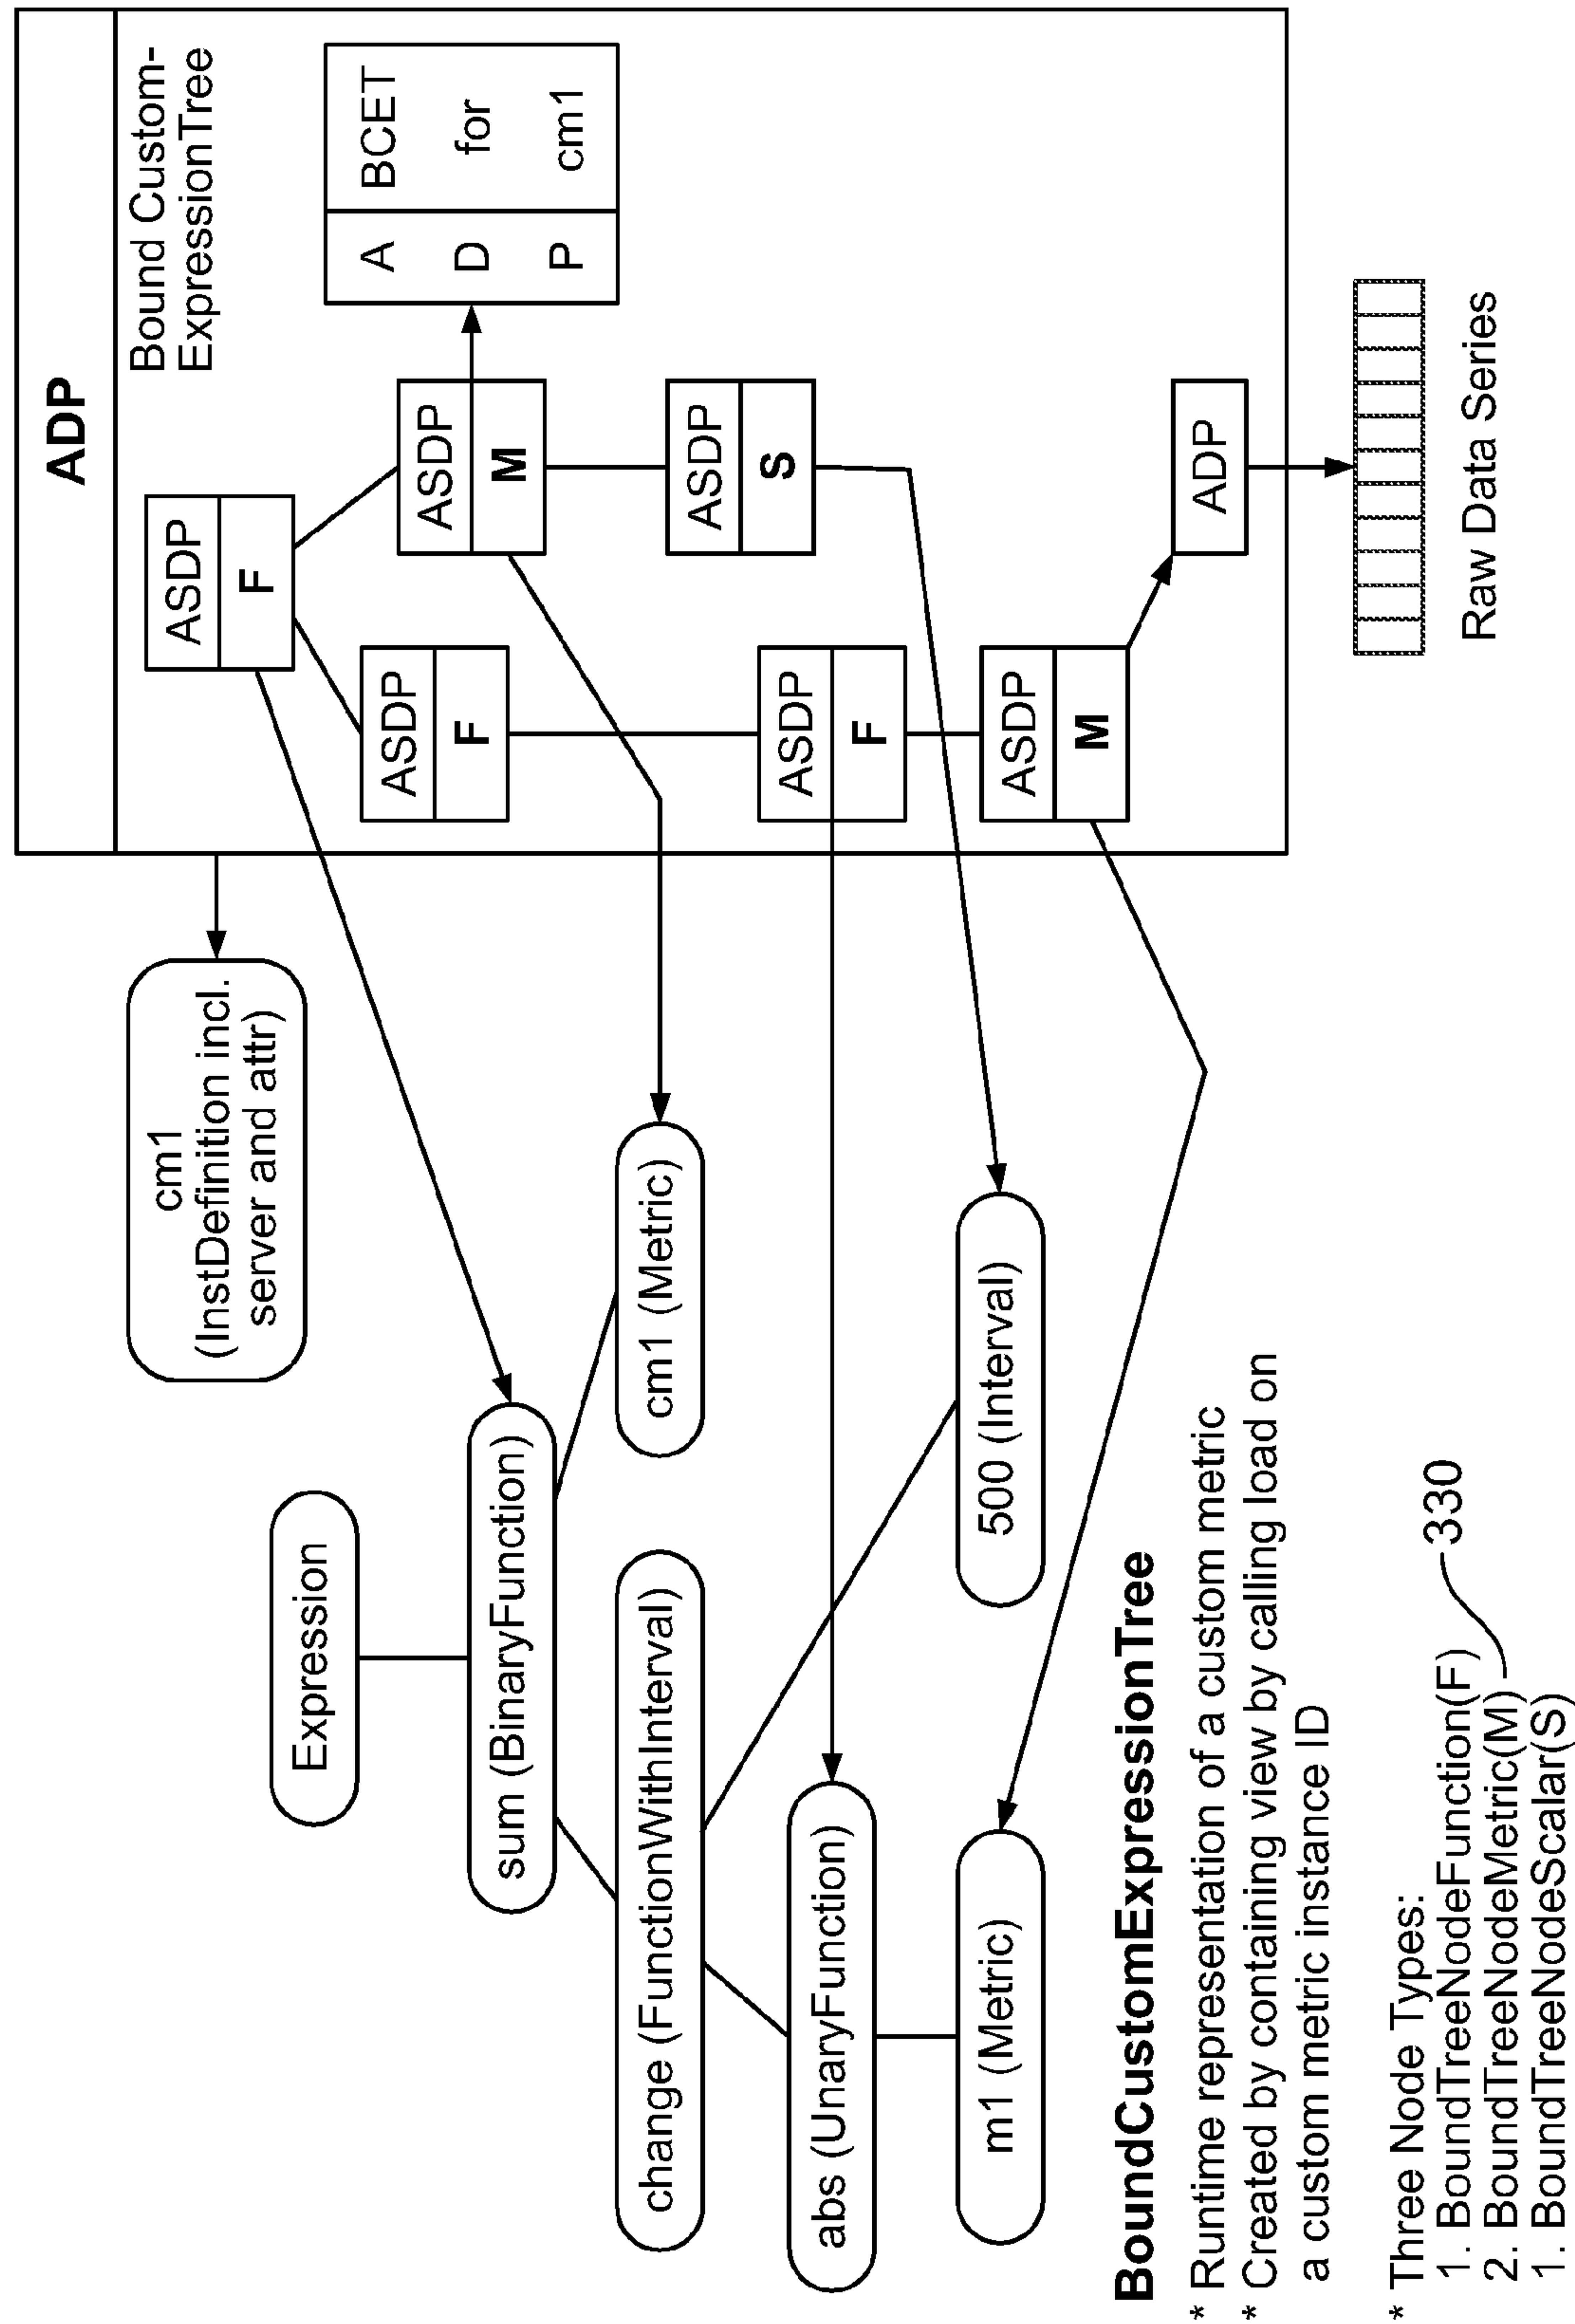 ADP
Bound Custom-
ExpressionTree
ASDP
F
ASDP
M
A
D
P
BCET
for
cm1
ASDP
F
ASDP
S
ASDP
F
ASDP
M
ADP
Raw Data Series
cm1
(InstDefinition incl.
server and attr)
Expression
sum (BinaryFunction)
change (FunctionWithInterval)
cm1 (Metric)
abs (UnaryFunction)
500 (Interval)
m1 (Metric)
BoundCustomExpressionTree
* Runtime representation of a custom metric
* Created by containing view by calling load on
a custom metric instance ID
* Three Node Types:
1. BoundTreeNodeFunction(F)
2. BoundTreeNodeMetric(M)
1. BoundTreeNodeScalar(S)
330